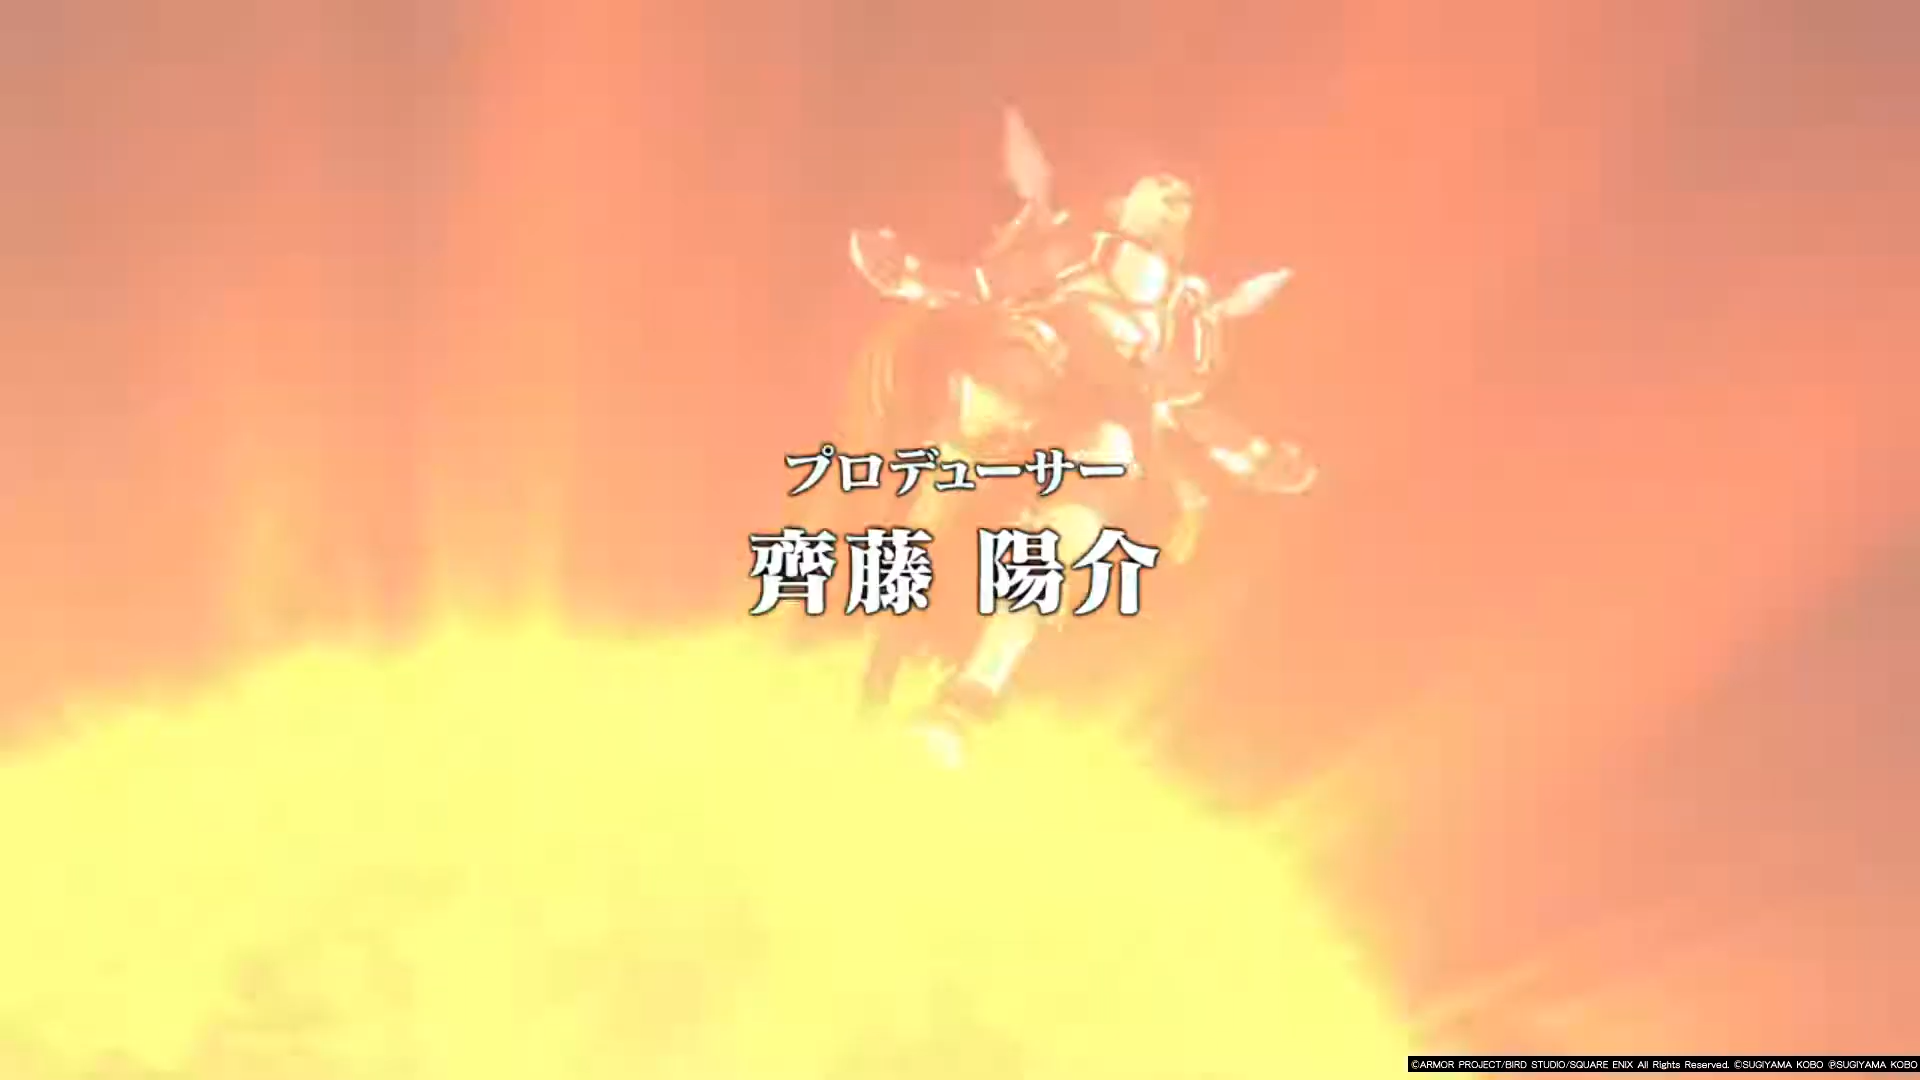 プロデューサー
齊藤 陽介
©ARMOR PROJECT/BIRD STUDIO/SQUARE ENIX All Rights Reserved. ©SUGIYAMA KOBO ℗SUGIYAMA KOBO